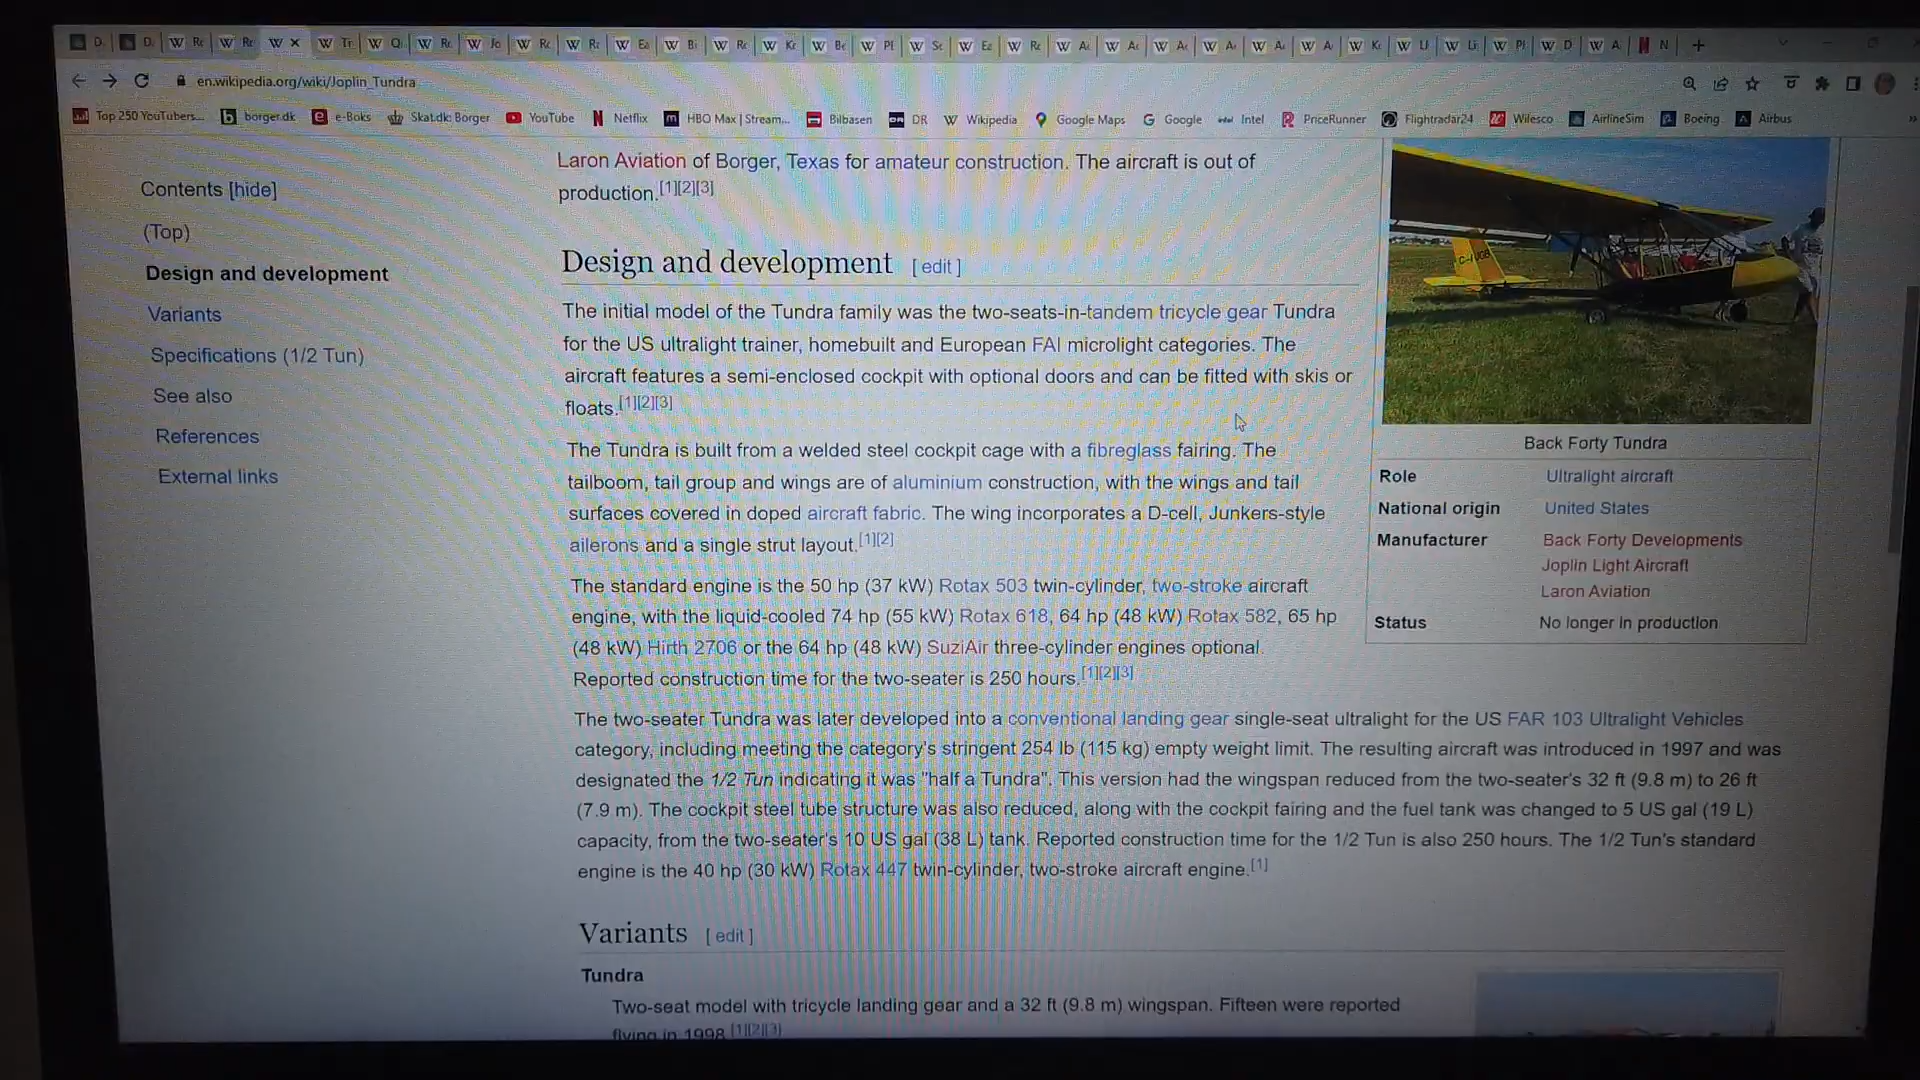 D.
D.
Re
Re
Tr
Q
Re
Jo
Re
Re
Ea
Bi
Re
Kr
Be
Pf
Sc
Ea
Re
Ai
Kc
Li
D
A
N
en.wikipedia.org/wiki/Joplin_Tundra
Top 250 YouTubers...
borger.dk
e-Boks
Skat.dk: Borger
YouTube
Netflix
HBO Max | Stream...
Bilbasen
DR
Wikipedia
Google Maps
Google
Intel
PriceRunner
Flightradar24
Wilesco
AirlineSim
Boeing
Airbus
Contents [hide]
(Top)
Design and development
Variants
Specifications (1/2 Tun)
See also
References
External links
Laron Aviation of Borger, Texas for amateur construction. The aircraft is out of
production.[1][2][3]
Design and development [ edit ]
The initial model of the Tundra family was the two-seats-in-tandem tricycle gear Tundra
for the US ultralight trainer, homebuilt and European FAI microlight categories. The
aircraft features a semi-enclosed cockpit with optional doors and can be fitted with skis or
floats.[1][2][3]
The Tundra is built from a welded steel cockpit cage with a fibreglass fairing. The
tailboom, tail group and wings are of aluminium construction, with the wings and tail
surfaces covered in doped aircraft fabric. The wing incorporates a D-cell, Junkers-style
ailerons and a single strut layout.[1][2]
The standard engine is the 50 hp (37 kW) Rotax 503 twin-cylinder, two-stroke aircraft
engine, with the liquid-cooled 74 hp (55 kW) Rotax 618, 64 hp (48 kW) Rotax 582, 65 hp
(48 kW) Hirth 2706 or the 64 hp (48 kW) SuziAir three-cylinder engines optional.
Reported construction time for the two-seater is 250 hours.[1][2][3]
The two-seater Tundra was later developed into a conventional landing gear single-seat ultralight for the US FAR 103 Ultralight Vehicles
category, including meeting the category's stringent 254 lb (115 kg) empty weight limit. The resulting aircraft was introduced in 1997 and was
designated the 1/2 Tun indicating it was "half a Tundra". This version had the wingspan reduced from the two-seater's 32 ft (9.8 m) to 26 ft
(7.9 m). The cockpit steel tube structure was also reduced, along with the cockpit fairing and the fuel tank was changed to 5 US gal (19 L)
capacity, from the two-seater's 10 US gal (38 L) tank. Reported construction time for the 1/2 Tun is also 250 hours. The 1/2 Tun's standard
engine is the 40 hp (30 kW) Rotax 447 twin-cylinder, two-stroke aircraft engine.[1]
Variants [ edit ]
Tundra
Two-seat model with tricycle landing gear and a 32 ft (9.8 m) wingspan. Fifteen were reported
flying in 1998.[1][2][3]
Back Forty Tundra
Role Ultralight aircraft
National origin United States
Manufacturer Back Forty Developments
Joplin Light Aircraft
Laron Aviation
Status No longer in production